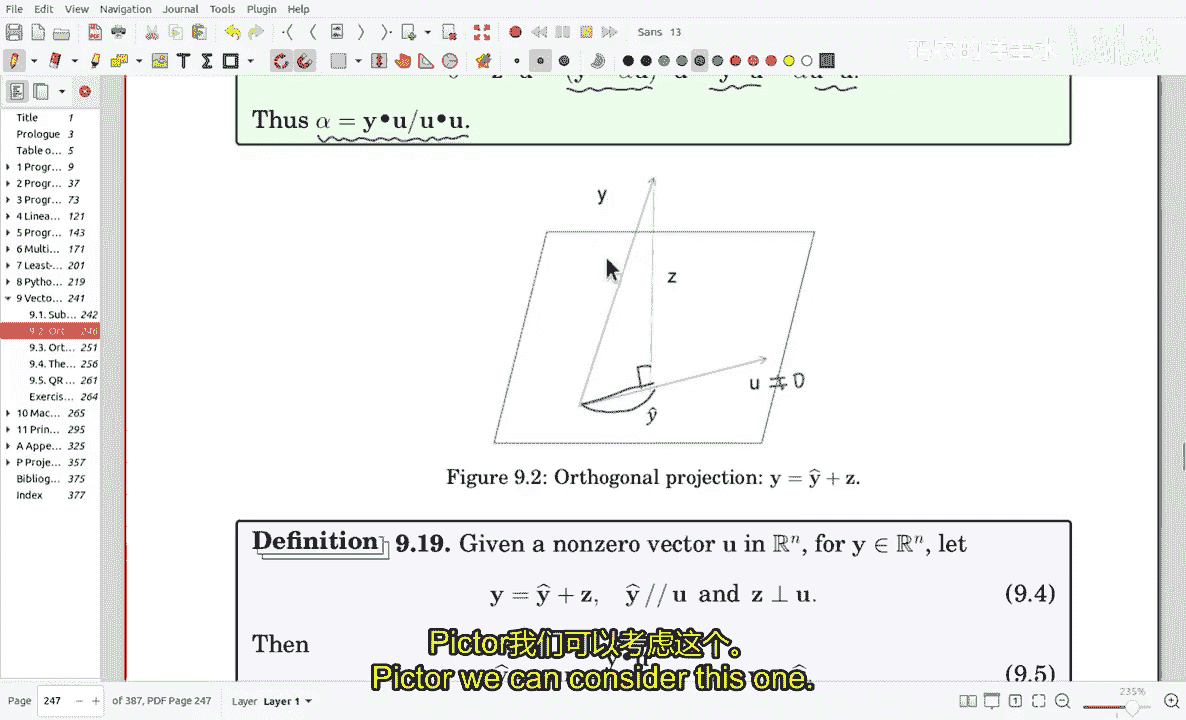 File Edit View Navigation Journal Tools Plugin Help
Sans 13
Title 1
Prologue 3
Table o... 5
1 Progr... 9
2 Progr... 37
3 Progr... 73
4 Linea... 121
5 Progr... 143
6 Multi... 171
7 Least-... 201
8 Pytho... 219
9 Vecto... 241
9.1. Sub... 242
9.2. Ort... 246
9.3. Ort... 251
9.4. The... 256
9.5. QR ... 261
Exercis... 264
10 Mac... 265
11 Prin... 295
A Appe... 325
P Proje... 357
Bibliog... 375
Index 377
Thus α = y•u/u•u.
y
z
u ≠ 0
ŷ
Figure 9.2: Orthogonal projection: y = ŷ + z.
Definition 9.19. Given a nonzero vector u in ℝⁿ, for y ∈ ℝⁿ, let
y = ŷ + z, ŷ // u and z ⊥ u. (9.4)
Then
(9.5)
Pictor我们可以考虑这个。
Pictor we can consider this one.
Page 247 of 387, PDF Page 247 Layer Layer 1 235%